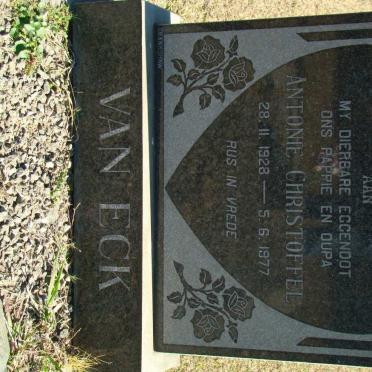 AAN
MY DIERBARE EGGENOOT
ONS PAPPIE EN OUPA
ANTONIE CHRISTOFFEL
28.11.1928 — 5.6.1977
RUS IN VREDE
VAN ECK